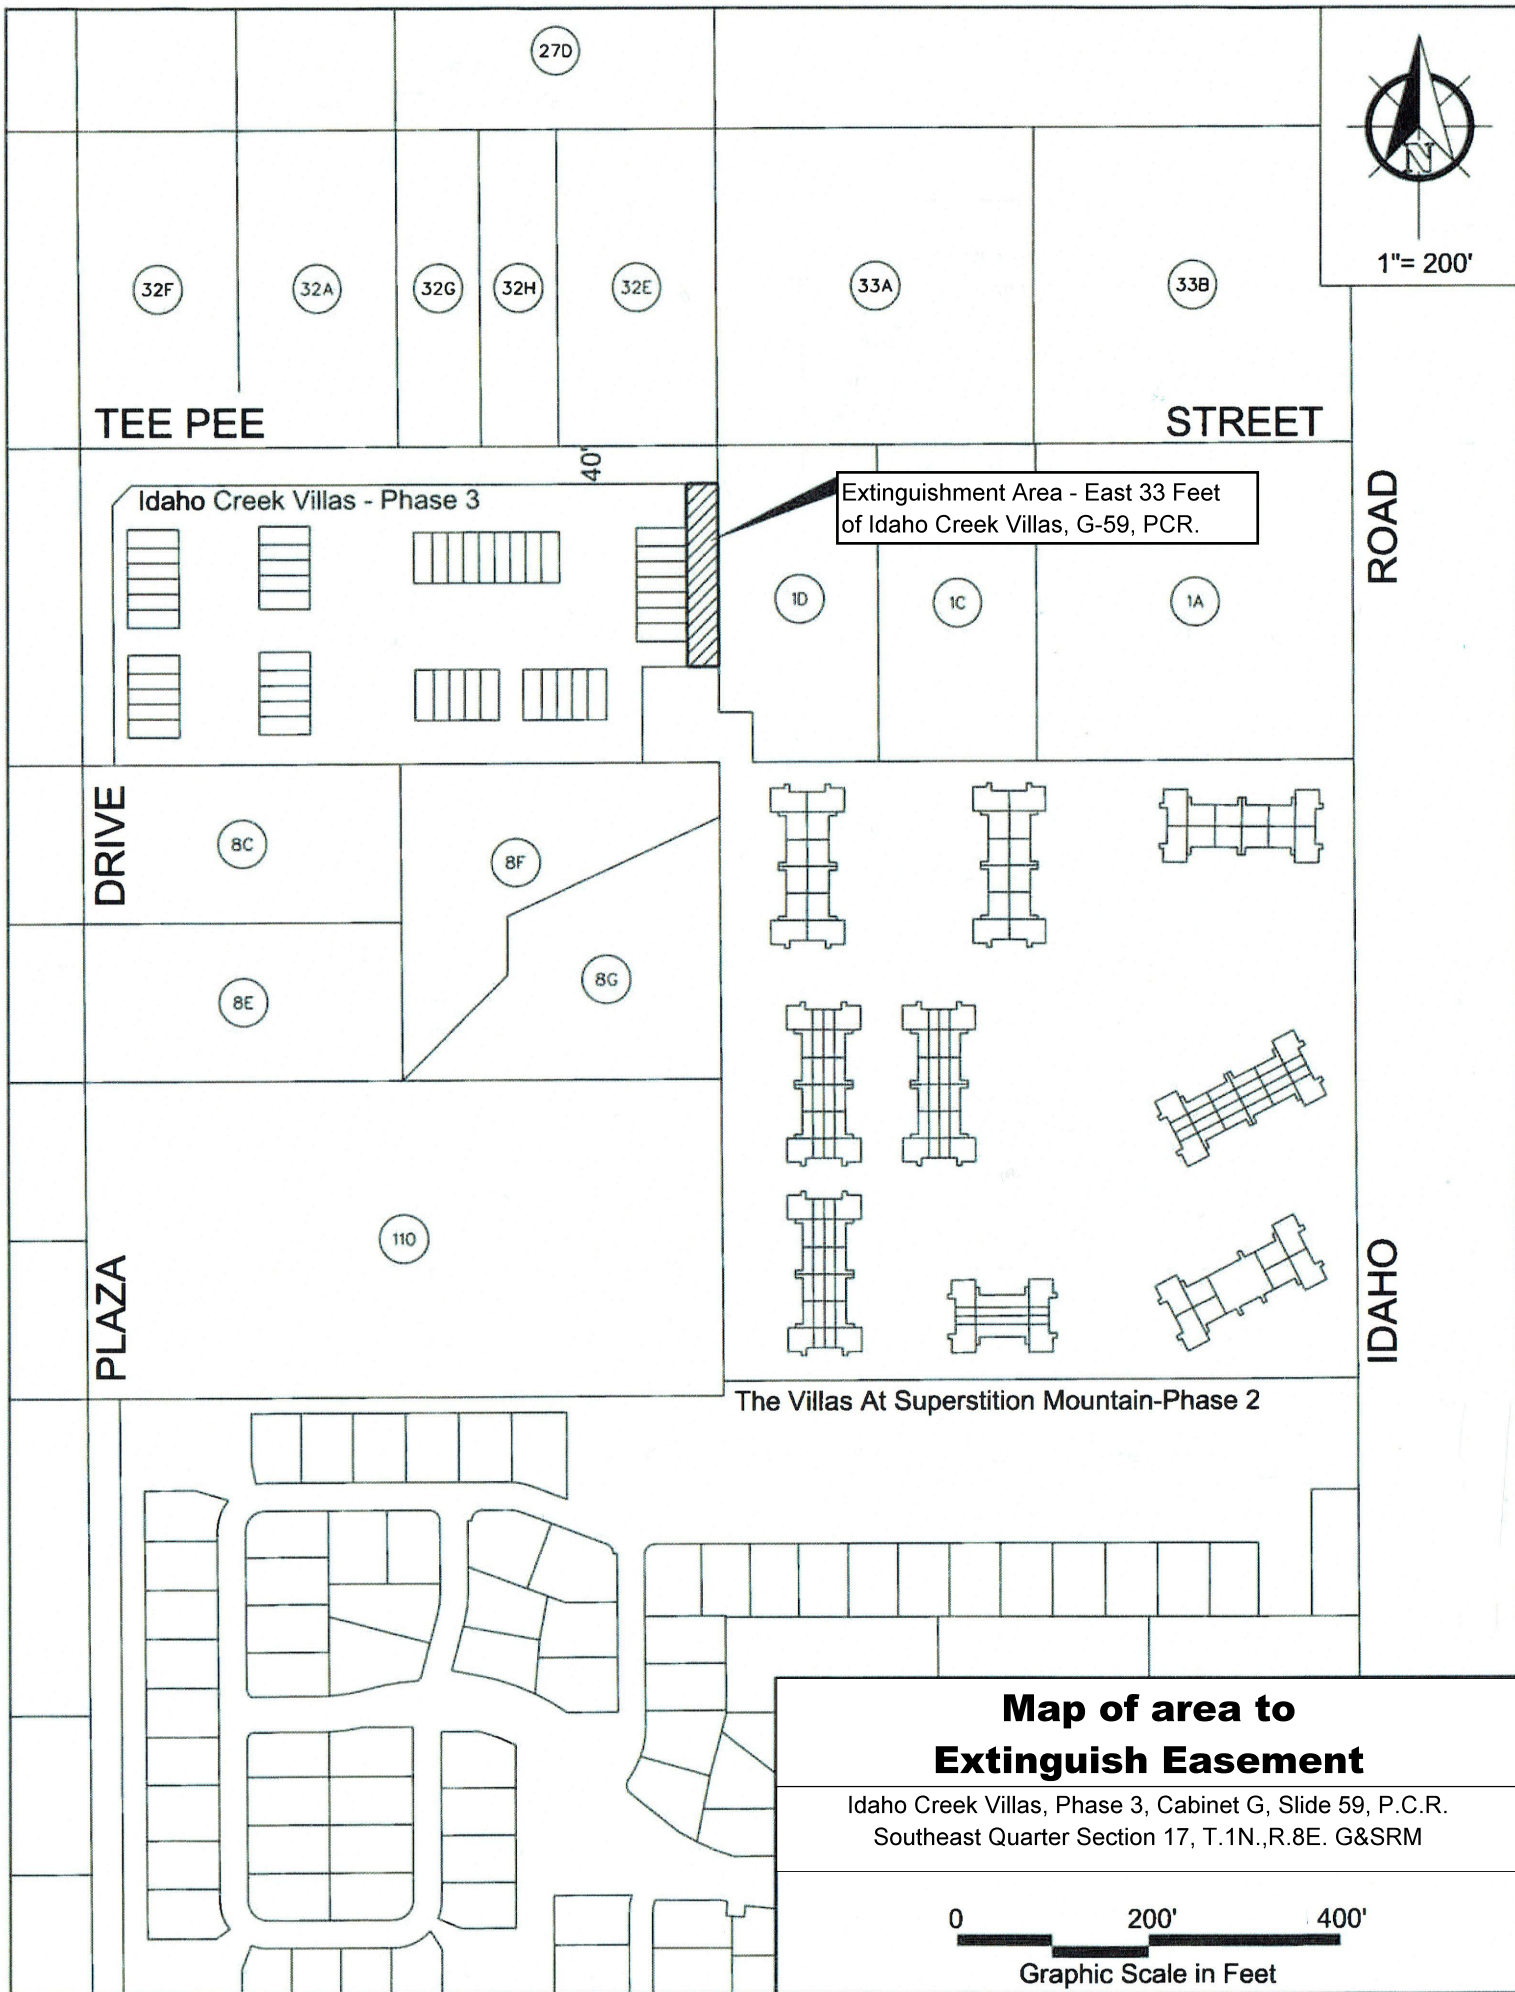 27D
N
1"= 200'
32F
32A
32G
32H
32E
33A
33B
TEE PEE
STREET
40'
Idaho Creek Villas - Phase 3
Extinguishment Area - East 33 Feet
of Idaho Creek Villas, G-59, PCR.
ROAD
1D
1C
1A
DRIVE
8C
8F
8G
8E
110
PLAZA
IDAHO
The Villas At Superstition Mountain-Phase 2
Map of area to
Extinguish Easement
Idaho Creek Villas, Phase 3, Cabinet G, Slide 59, P.C.R.
Southeast Quarter Section 17, T.1N.,R.8E. G&SRM
0 200' 400'
Graphic Scale in Feet